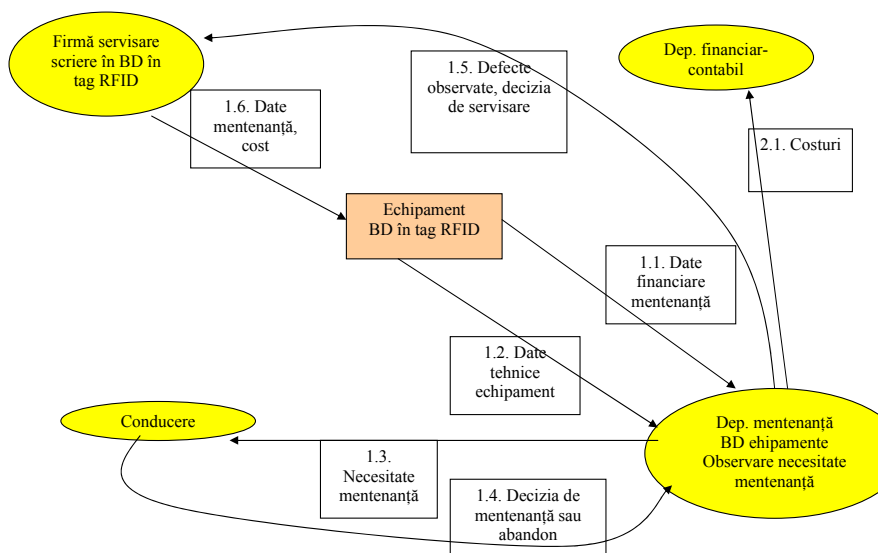 Firmă servisare
scriere în BD în
tag RFID
1.5. Defecte
observate, decizia
de servisare
Dep. financiar-
contabil
1.6. Date
mentenanță,
cost
2.1. Costuri
Echipament
BD în tag RFID
1.1. Date
financiare
mentenanță
1.2. Date
tehnice
echipament
Conducere
Dep. mentenanță
BD ehipamente
Observare necesitate
mentenanță
1.3.
Necesitate
mentenanță
1.4. Decizia de
mentenanță sau
abandon